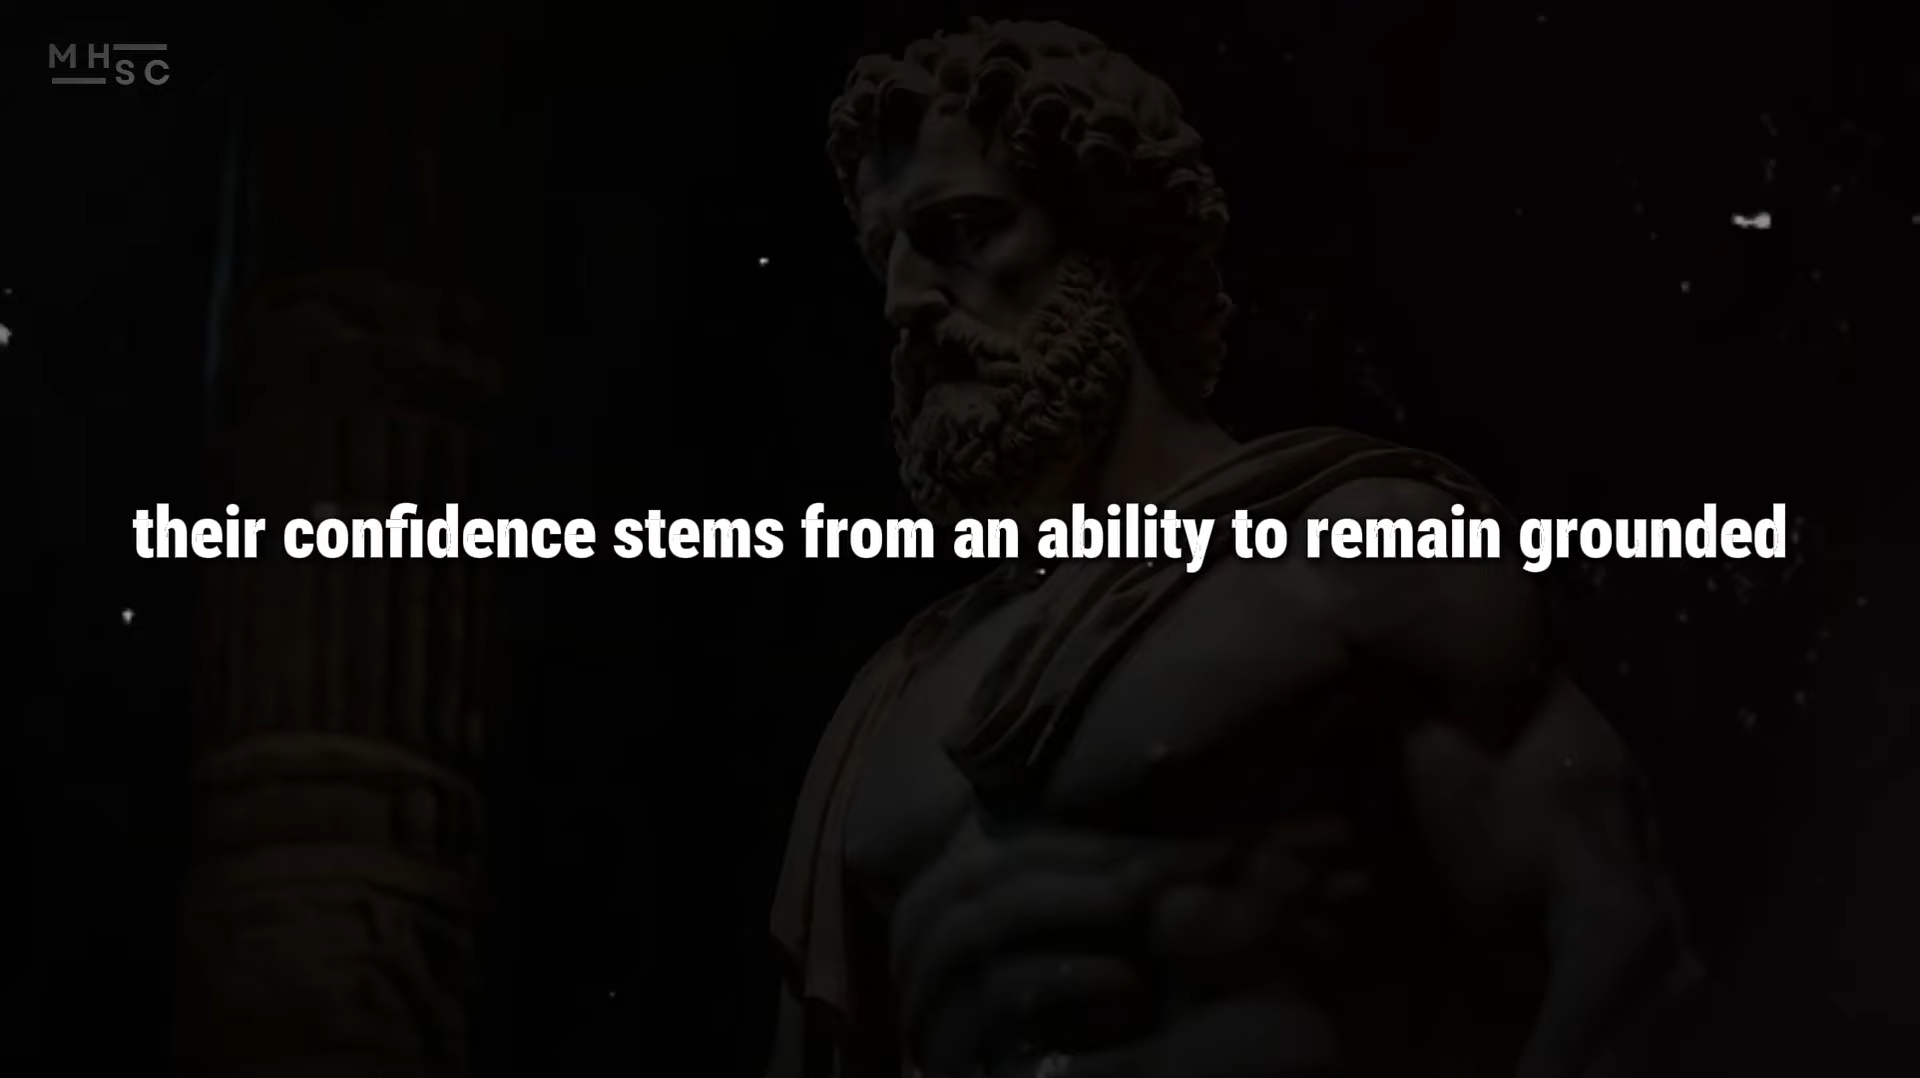 MH
SC
their confidence stems from an ability to remain grounded